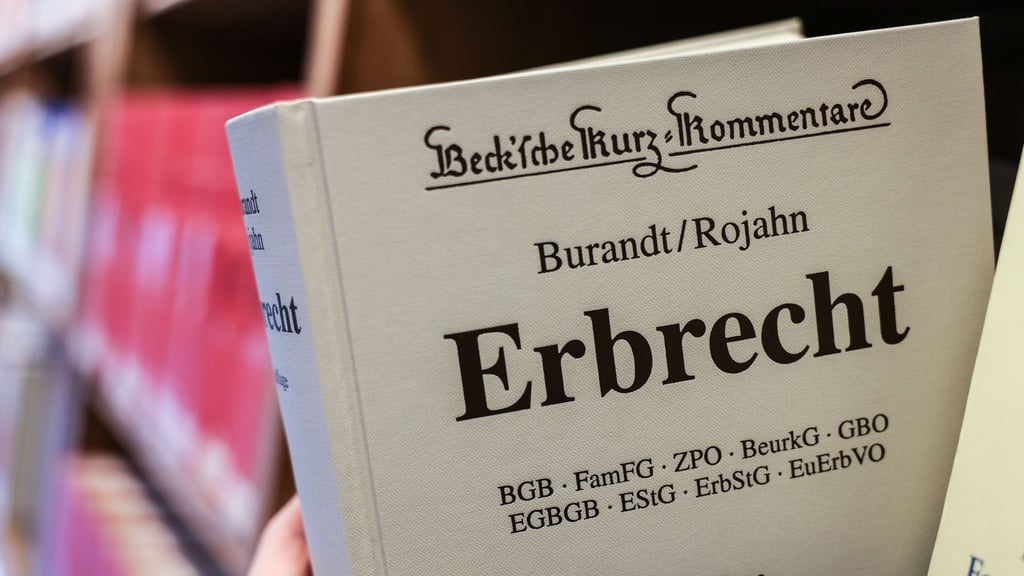 Beck'sche Kurz-Kommentare
Burandt/Rojahn
Erbrecht
BGB · FamFG · ZPO · BeurkG · GBO
EGBGB · EStG · ErbStG · EuErbVO